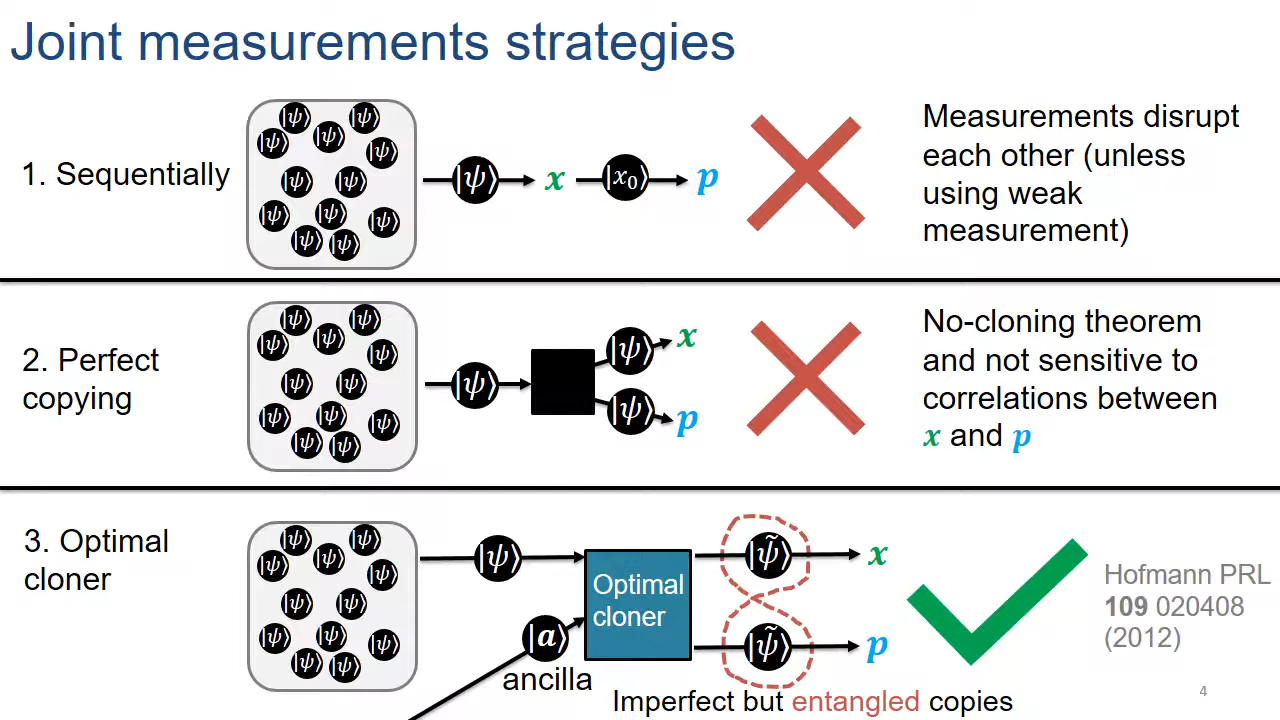 Joint measurements strategies
|ψ⟩ |ψ⟩
|ψ⟩ |ψ⟩ |ψ⟩
|ψ⟩ |ψ⟩
|ψ⟩ |ψ⟩ |ψ⟩
|ψ⟩ |ψ⟩
1. Sequentially
|ψ⟩ x |x₀⟩ p
Measurements disrupt
each other (unless
using weak
measurement)
|ψ⟩ |ψ⟩
|ψ⟩ |ψ⟩ |ψ⟩
|ψ⟩ |ψ⟩
|ψ⟩ |ψ⟩ |ψ⟩
|ψ⟩ |ψ⟩
2. Perfect
copying
|ψ⟩
|ψ⟩ x
|ψ⟩ p
No-cloning theorem
and not sensitive to
correlations between
x and p
3. Optimal
cloner
|ψ⟩ |ψ⟩
|ψ⟩ |ψ⟩ |ψ⟩
|ψ⟩ |ψ⟩
|ψ⟩ |ψ⟩ |ψ⟩
|ψ⟩ |ψ⟩
|ψ⟩
|a⟩
ancilla
Optimal
cloner
|ψ̃⟩ x
|ψ̃⟩ p
Imperfect but entangled copies
Hofmann PRL
109 020408
(2012)
4